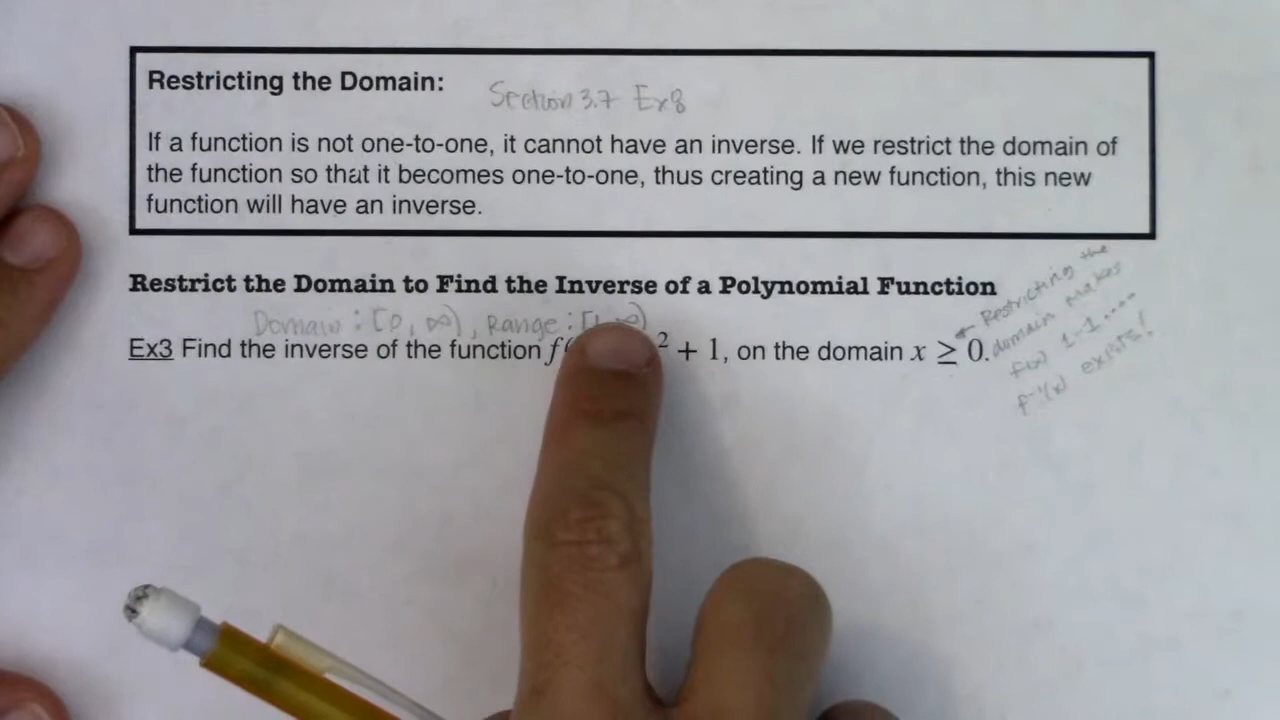 Restricting the Domain:
Section 3.7 Ex8
If a function is not one-to-one, it cannot have an inverse. If we restrict the domain of
the function so that it becomes one-to-one, thus creating a new function, this new
function will have an inverse.
Restrict the Domain to Find the Inverse of a Polynomial Function
Domain: [0, ∞), Range: [1, ∞)
Ex3 Find the inverse of the function f( ² + 1, on the domain x ≥ 0.
← Restricting the
domain makes
f(x) 1-1....
f⁻¹(x) exists!